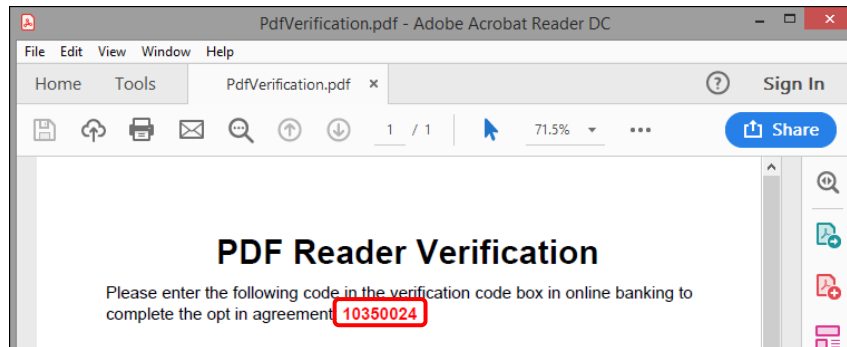 PdfVerification.pdf - Adobe Acrobat Reader DC
File Edit View Window Help
Home Tools PdfVerification.pdf × ? Sign In
1 / 1 71.5% Share
PDF Reader Verification
Please enter the following code in the verification code box in online banking to
complete the opt in agreement 10350024